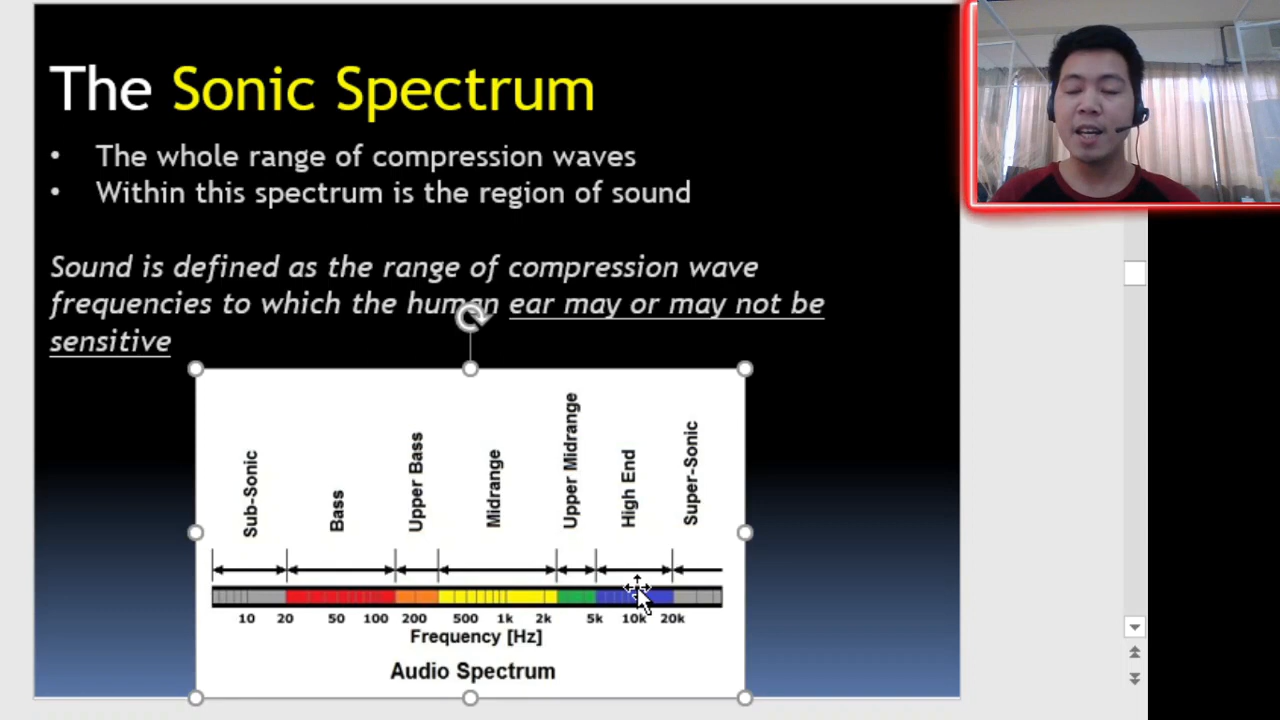 The Sonic Spectrum
• The whole range of compression waves
• Within this spectrum is the region of sound
Sound is defined as the range of compression wave
frequencies to which the human ear may or may not be
sensitive
Sub-Sonic
Bass
Upper Bass
Midrange
Upper Midrange
High End
Super-Sonic
10 20 50 100 200 500 1k 2k 5k 10k 20k
Frequency [Hz]
Audio Spectrum